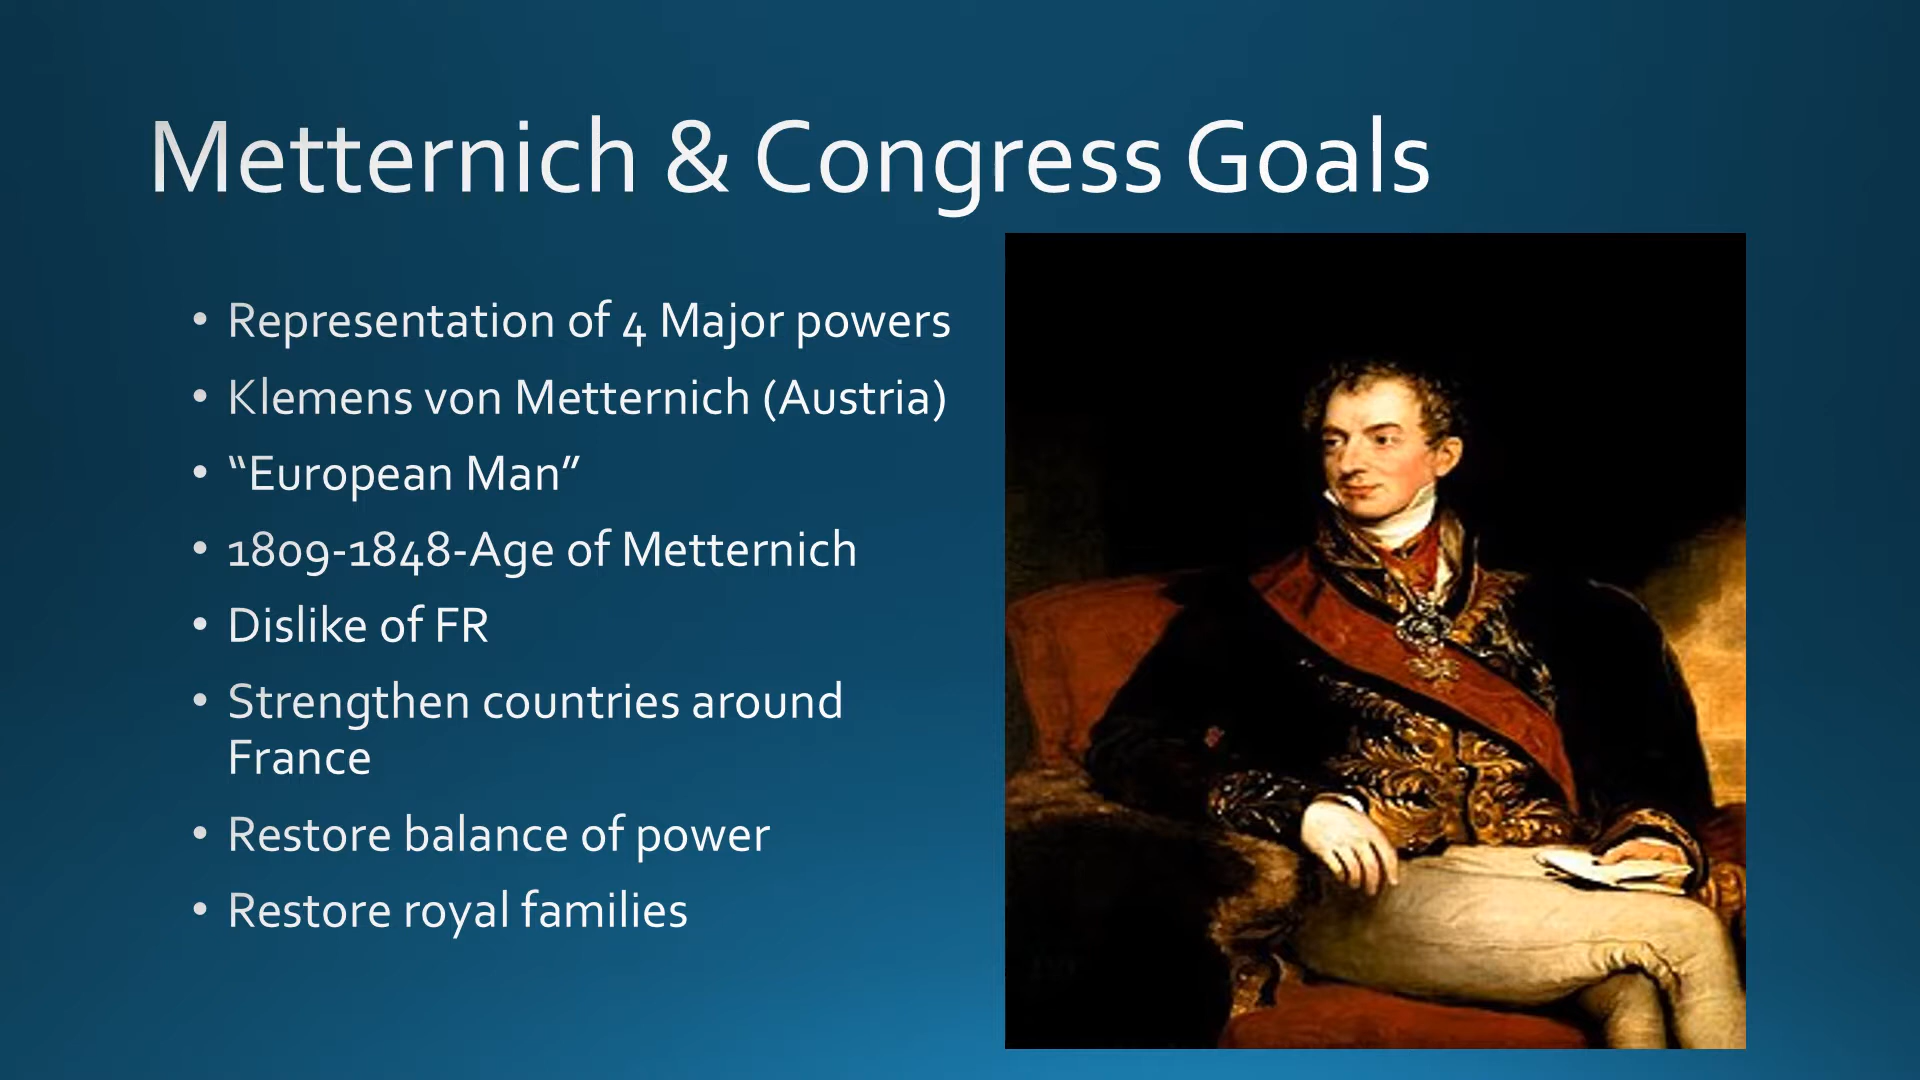 Metternich & Congress Goals
• Representation of 4 Major powers
• Klemens von Metternich (Austria)
• “European Man”
• 1809-1848-Age of Metternich
• Dislike of FR
• Strengthen countries around
France
• Restore balance of power
• Restore royal families